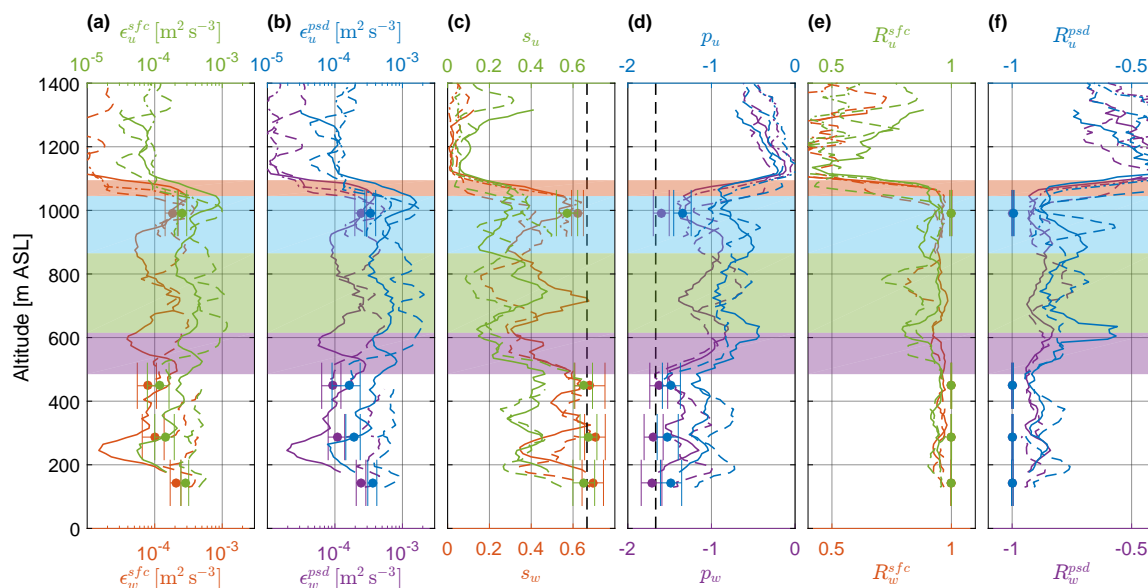 (a) ϵ_u^{sfc} [m² s⁻³] (b) ϵ_u^{psd} [m² s⁻³] (c) s_u (d) p_u (e) R_u^{sfc} (f) R_u^{psd}
10⁻⁵ 10⁻⁴ 10⁻³ 10⁻⁵ 10⁻⁴ 10⁻³ 0 0.2 0.4 0.6 -2 -1 0 0.5 1 -1 -0.5
1400
1200
1000
800
600
400
200
0
Altitude [m ASL]
10⁻⁴ 10⁻³ 10⁻⁴ 10⁻³ 0 0.2 0.4 0.6 -2 -1 0 0.5 1 -1 -0.5
ϵ_w^{sfc} [m² s⁻³] ϵ_w^{psd} [m² s⁻³] s_w p_w R_w^{sfc} R_w^{psd}